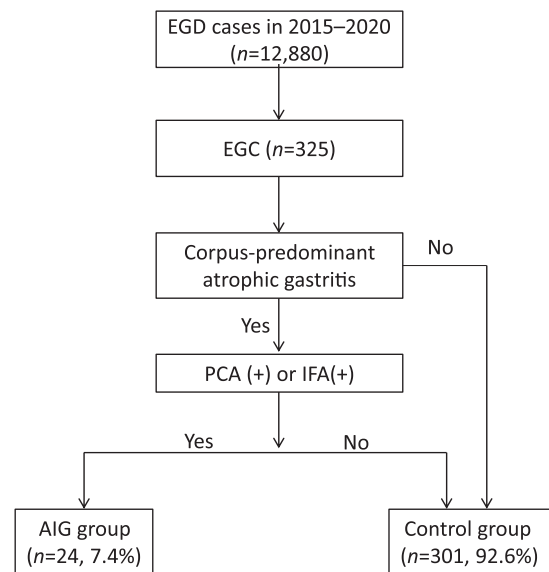 EGD cases in 2015–2020
(n=12,880)
EGC (n=325)
Corpus-predominant
atrophic gastritis
No
Yes
PCA (+) or IFA(+)
Yes
No
AIG group
(n=24, 7.4%)
Control group
(n=301, 92.6%)